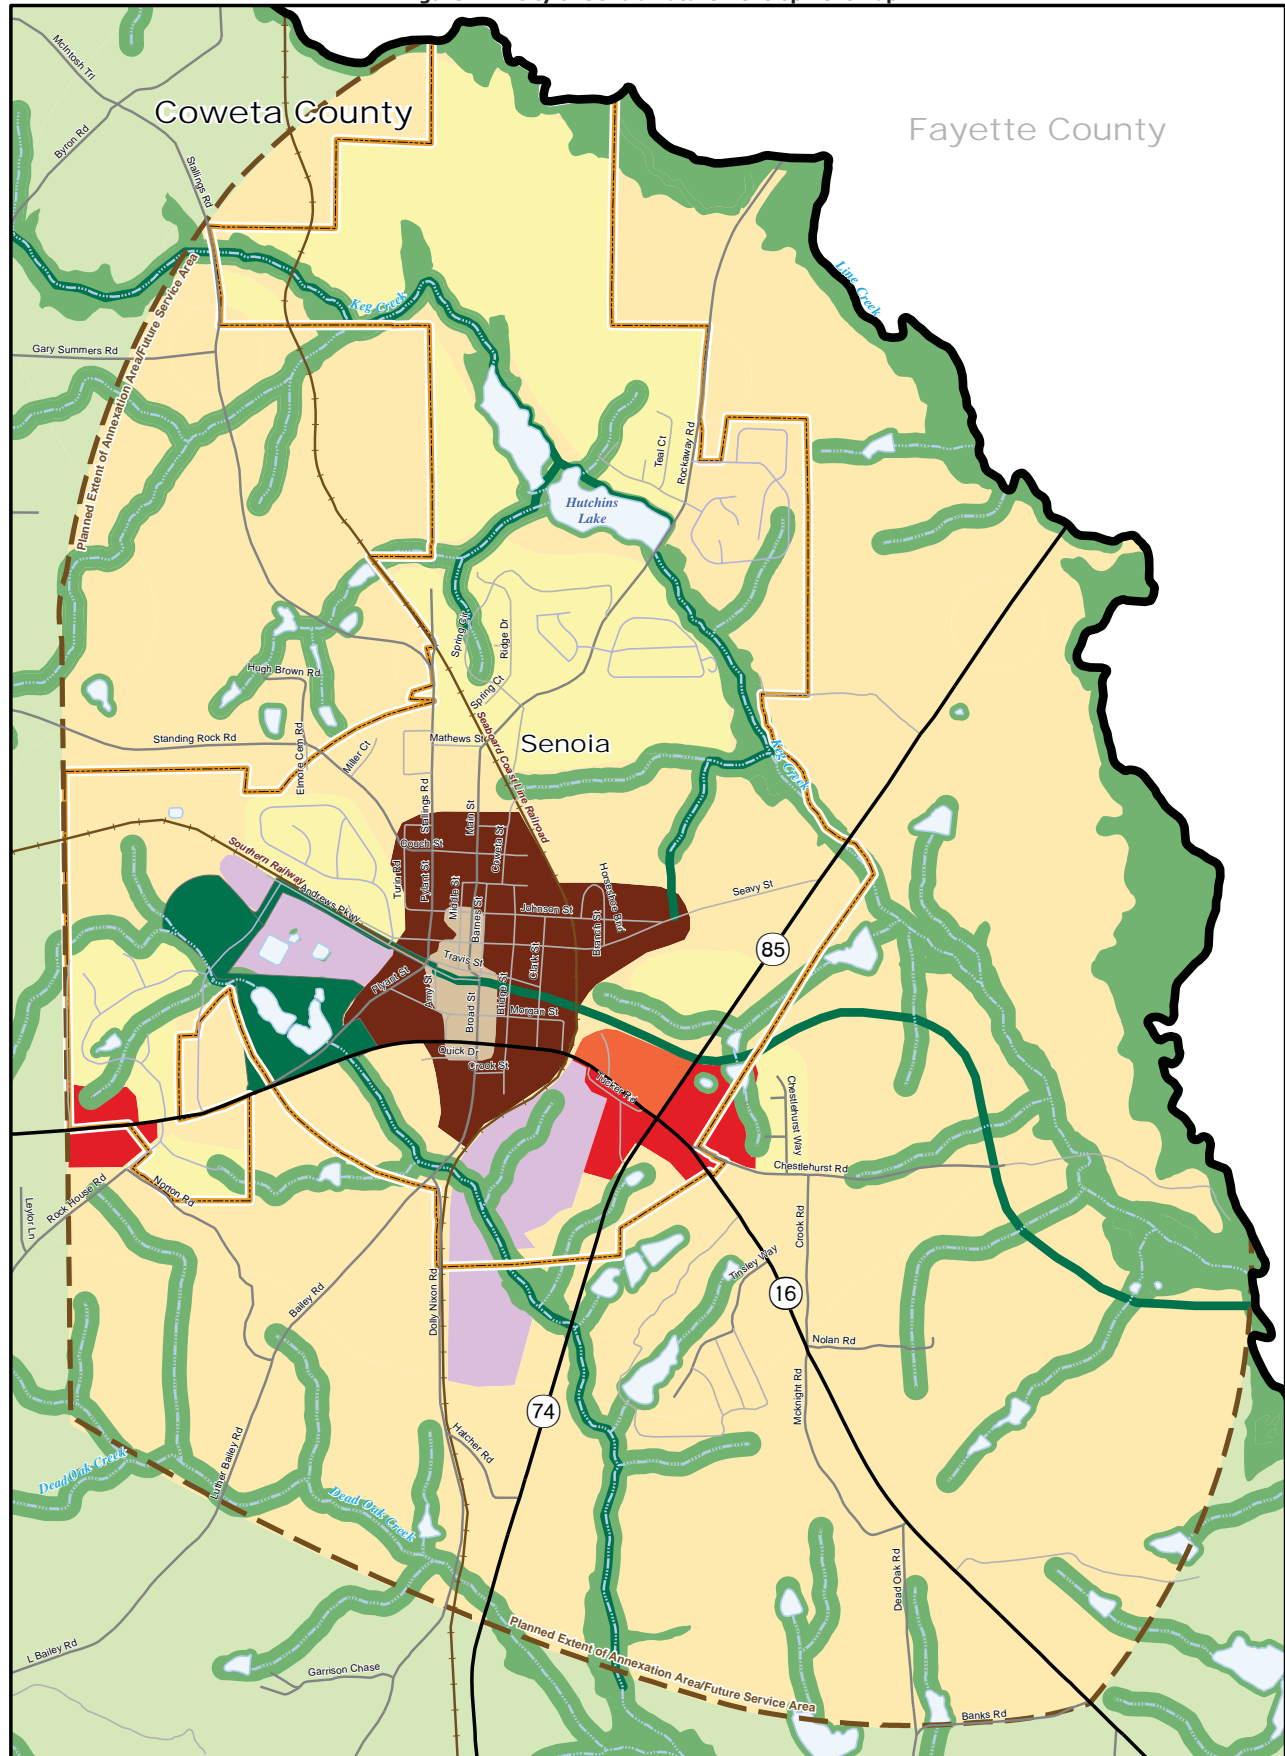 McIntosh Trl
Coweta County
Fayette County
Byron Rd
Stallings Rd
Line Creek
Keg Creek
Gary Summers Rd
Planned Extent of Annexation Area/Future Service Area
Teal Ct
Rockaway Rd
Hutchins
Lake
Spring Cir
Ridge Dr
Hugh Brown Rd
Spring Ct
Seaboard Coast Line Railroad
Standing Rock Rd
Elmore Cem Rd
Miller Ct
Mathews St
Senoia
Keg Creek
Stallings Rd
Main St
Coweta St
Couch St
Southern Railway
Turin Rd
Pylant St
Middle St
Horseshoe Bnd
Seavy St
Andrews Pkwy
Barnes St
Johnson St
Branch St
85
Clark St
Travis St
Plyant St
Amy St
Bridge St
Broad St
Morgan St
Quick Dr
Crook St
Tucker Rd
Chestlehurst Way
Chestlehurst Rd
Rock House Rd
Norton Rd
Leylor Ln
Crook Rd
Tinsley Way
16
Bailey Rd
Dolly Nixon Rd
Nolan Rd
Mcknight Rd
74
Hatcher Rd
Luther Bailey Rd
Dead Oak Creek
Dead Oak Creek
Dead Oak Rd
Planned Extent of Annexation Area/Future Service Area
L Bailey Rd
Garrison Chase
Banks Rd